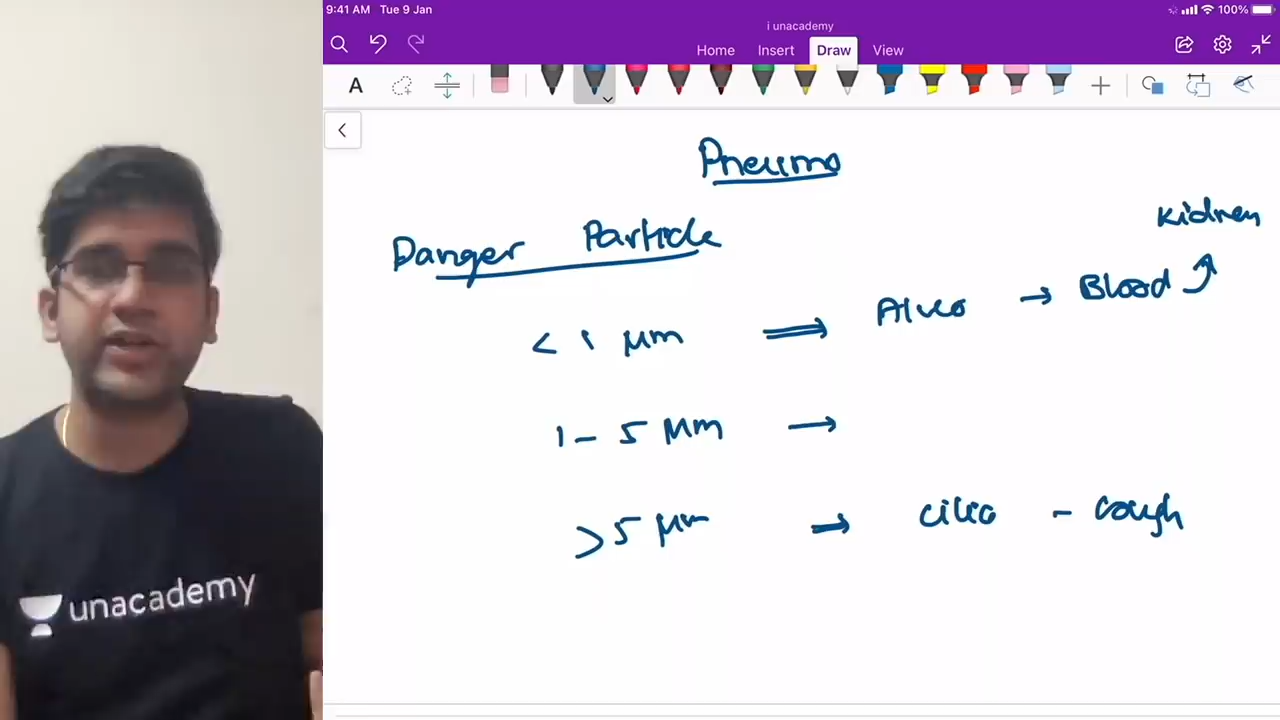 9:41 AM Tue 9 Jan
100%
i unacademy
Home Insert Draw View
A
Pneumo
Danger Particle
Kidney
< 1 μm ⟹ Alveo → Blood
1 - 5 μm →
>5 μm → cilia - cough
unacademy